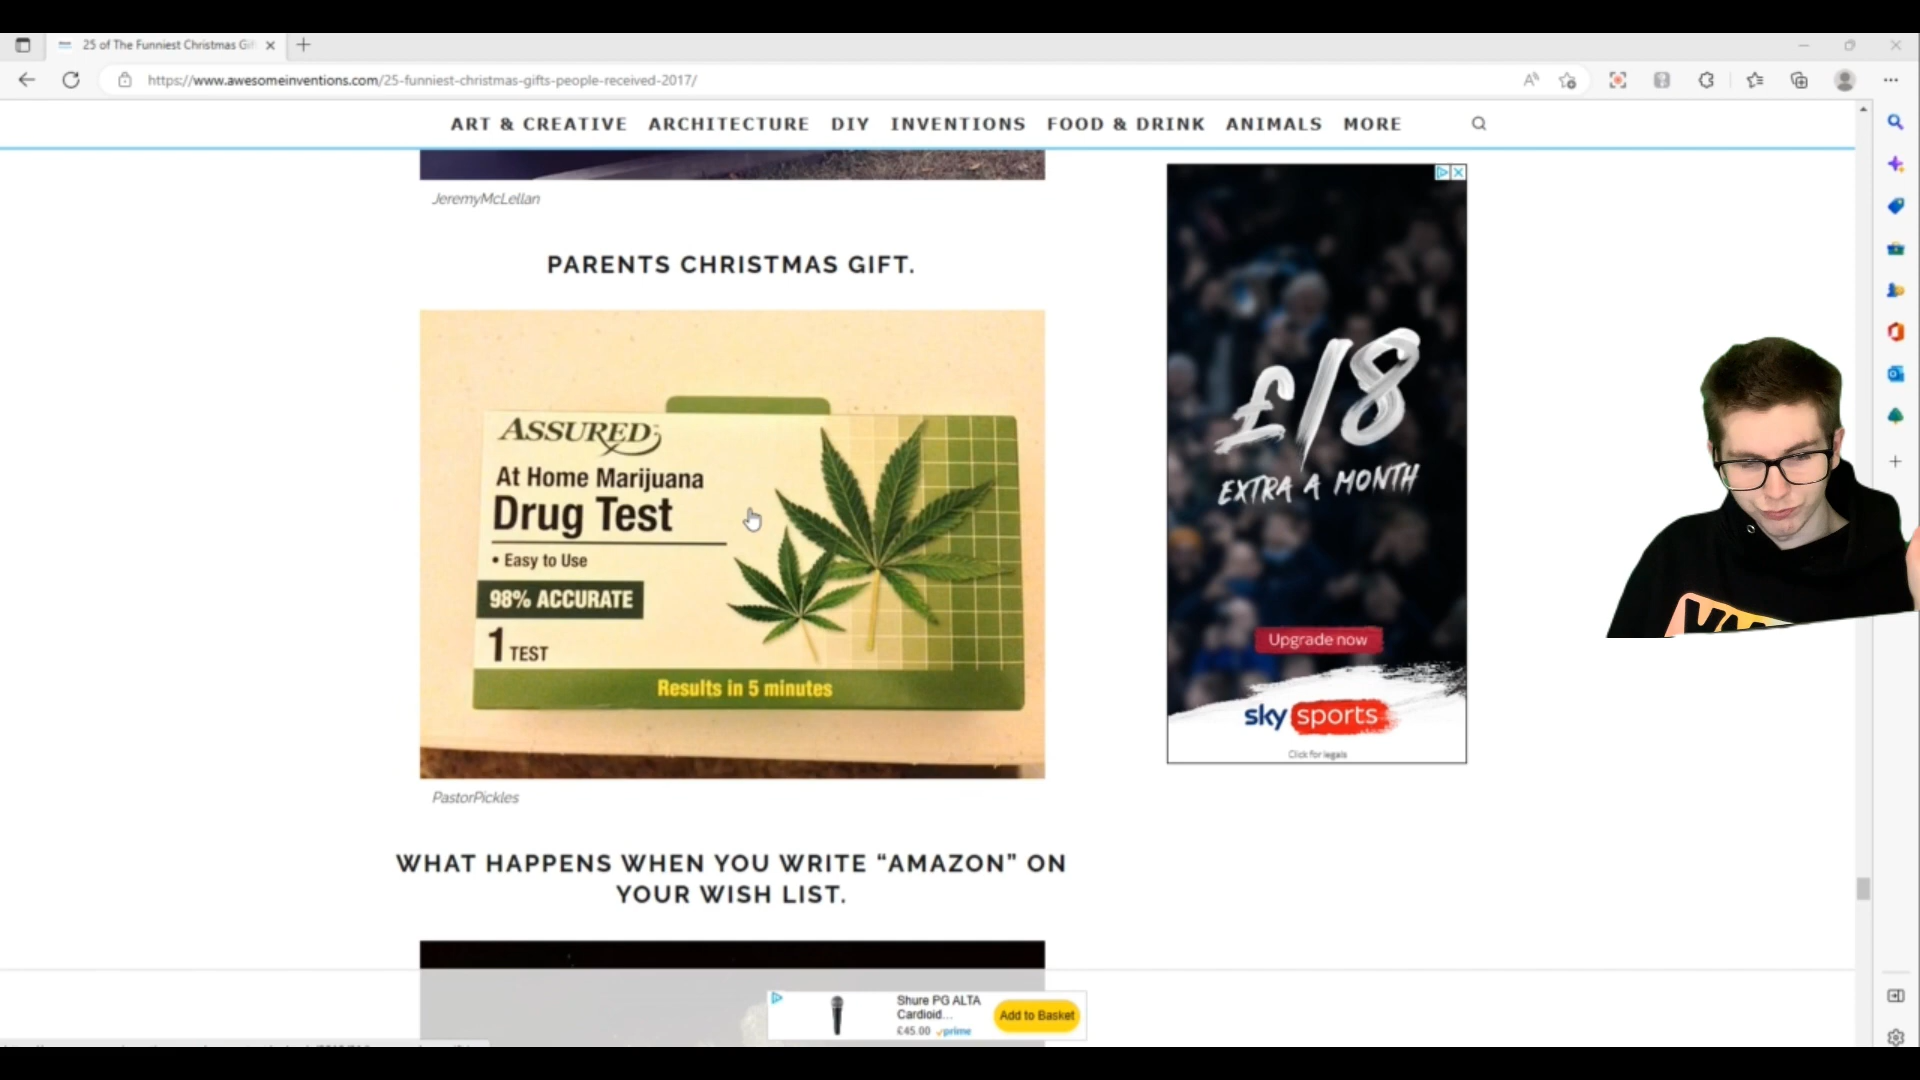 25 of The Funniest Christmas Gif
https://www.awesomeinventions.com/25-funniest-christmas-gifts-people-received-2017/
ART & CREATIVE ARCHITECTURE DIY INVENTIONS FOOD & DRINK ANIMALS MORE
JeremyMcLellan
PARENTS CHRISTMAS GIFT.
ASSURED
At Home Marijuana
Drug Test
• Easy to Use
98% ACCURATE
1 TEST
Results in 5 minutes
PastorPickles
WHAT HAPPENS WHEN YOU WRITE “AMAZON” ON
YOUR WISH LIST.
£18
EXTRA A MONTH
Upgrade now
sky sports
Click for legals
Shure PG ALTA
Cardioid...
£45.00 prime
Add to Basket